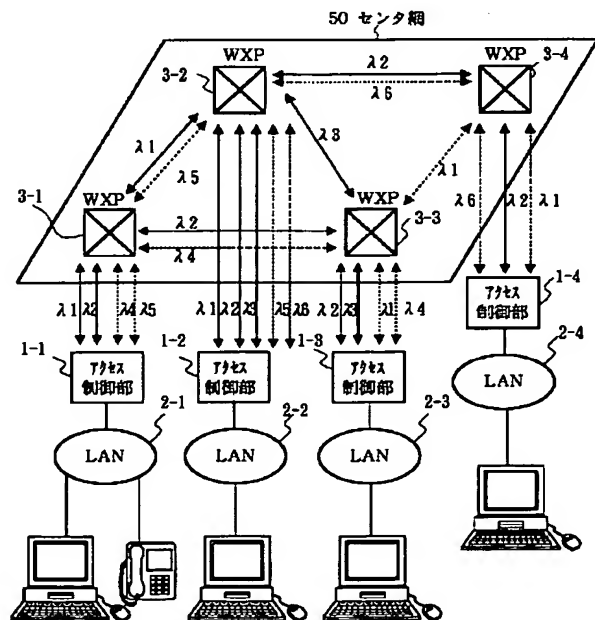 50 センタ網
WXP
3-2
WXP
3-4
λ2
λ6
λ1
λ5
λ3
λ1
3-1
WXP
WXP
3-3
λ2
λ4
λ6
λ2
λ1
λ1
λ2
λ4
λ5
λ1
λ2
λ3
λ5
λ6
λ2
λ3
λ1
λ4
アクセス
制御部
1-4
1-1
アクセス
制御部
1-2
アクセス
制御部
1-3
アクセス
制御部
2-4
LAN
2-1
LAN
2-2
LAN
2-3
LAN